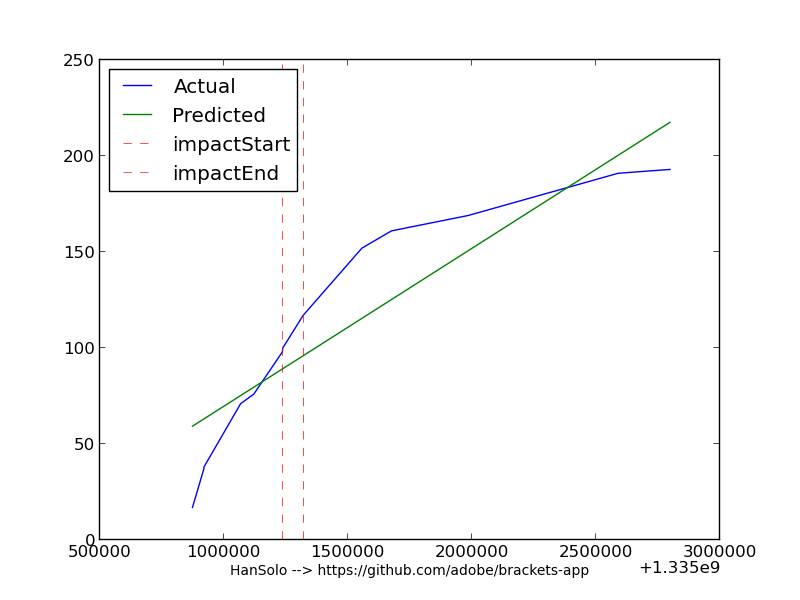 250
200
150
100
50
0
Actual
Predicted
impactStart
impactEnd
500000 1000000 1500000 2000000 2500000 3000000
+1.335e9
HanSolo --> https://github.com/adobe/brackets-app